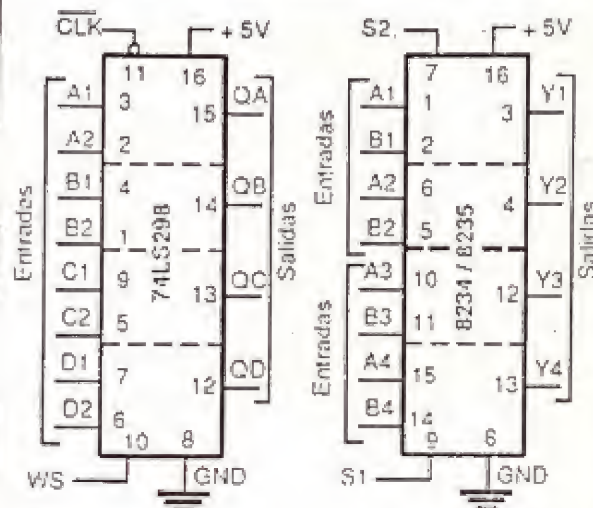 CLK
+ 5V
11
16
Entradas
A1
3
A2
2
B1
4
B2
1
C1
9
C2
5
D1
7
D2
6
10
8
WS
GND
74LS298
15
QA
14
QB
13
QC
12
QD
Salidas
S2
+ 5V
7
16
Entradas
A1
1
B1
2
A2
6
B2
5
Entradas
A3
10
B3
11
A4
15
B4
14
9
S1
GND
8234 / 8235
3
Y1
4
Y2
12
Y3
13
Y4
Salidas